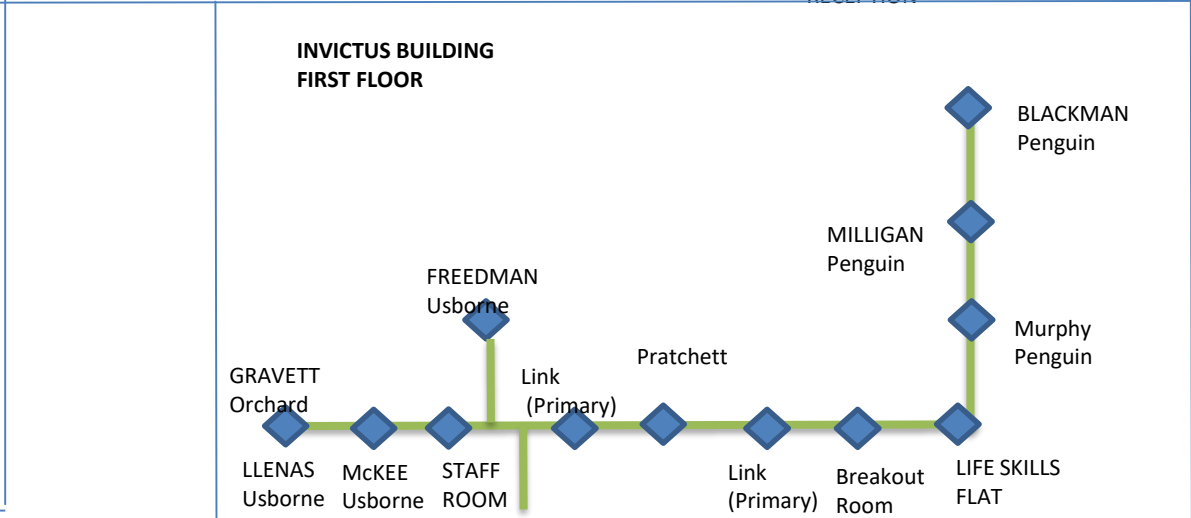 RECEPTION
INVICTUS BUILDING
FIRST FLOOR
BLACKMAN
Penguin
MILLIGAN
Penguin
FREEDMAN
Usborne
Murphy
Penguin
Pratchett
GRAVETT
Orchard
Link
(Primary)
LLENAS
Usborne
McKEE
Usborne
STAFF
ROOM
Link
(Primary)
Breakout
Room
LIFE SKILLS
FLAT